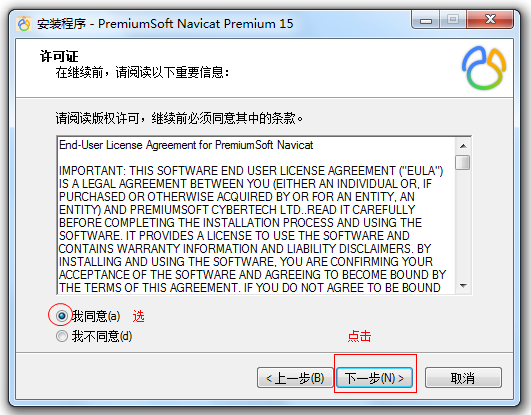 安装程序 - PremiumSoft Navicat Premium 15
许可证
在继续前，请阅读以下重要信息：
请阅读版权许可，继续前必须同意其中的条款。
End-User License Agreement for PremiumSoft Navicat
IMPORTANT: THIS SOFTWARE END USER LICENSE AGREEMENT ("EULA")
IS A LEGAL AGREEMENT BETWEEN YOU (EITHER AN INDIVIDUAL OR, IF
PURCHASED OR OTHERWISE ACQUIRED BY OR FOR AN ENTITY, AN
ENTITY) AND PREMIUMSOFT CYBERTECH LTD..READ IT CAREFULLY
BEFORE COMPLETING THE INSTALLATION PROCESS AND USING THE
SOFTWARE. IT PROVIDES A LICENSE TO USE THE SOFTWARE AND
CONTAINS WARRANTY INFORMATION AND LIABILITY DISCLAIMERS. BY
INSTALLING AND USING THE SOFTWARE, YOU ARE CONFIRMING YOUR
ACCEPTANCE OF THE SOFTWARE AND AGREEING TO BECOME BOUND BY
THE TERMS OF THIS AGREEMENT. IF YOU DO NOT AGREE TO BE BOUND
我同意(a) 选
我不同意(d) 点击
< 上一步(B) 下一步(N) > 取消